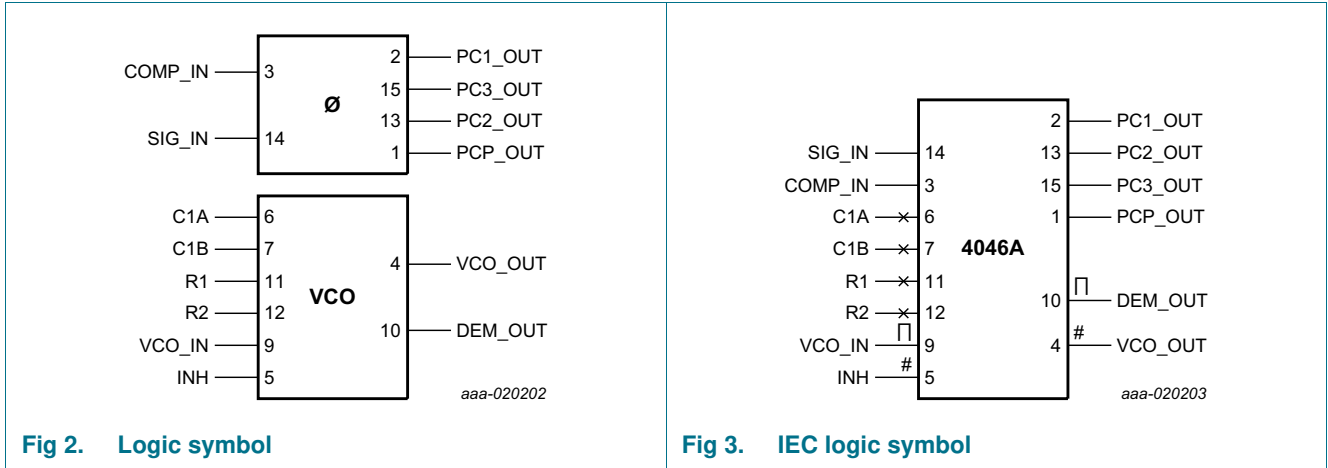 COMP_IN 3
SIG_IN 14
Ø
2 PC1_OUT
15 PC3_OUT
13 PC2_OUT
1 PCP_OUT
C1A 6
C1B 7
R1 11
R2 12
VCO_IN 9
INH 5
VCO
4 VCO_OUT
10 DEM_OUT
aaa-020202
Fig 2. Logic symbol
SIG_IN 14
COMP_IN 3
C1A × 6
C1B × 7
R1 × 11
R2 × 12
VCO_IN ∏ 9
INH # 5
4046A
2 PC1_OUT
13 PC2_OUT
15 PC3_OUT
1 PCP_OUT
10 ∏ DEM_OUT
4 # VCO_OUT
aaa-020203
Fig 3. IEC logic symbol